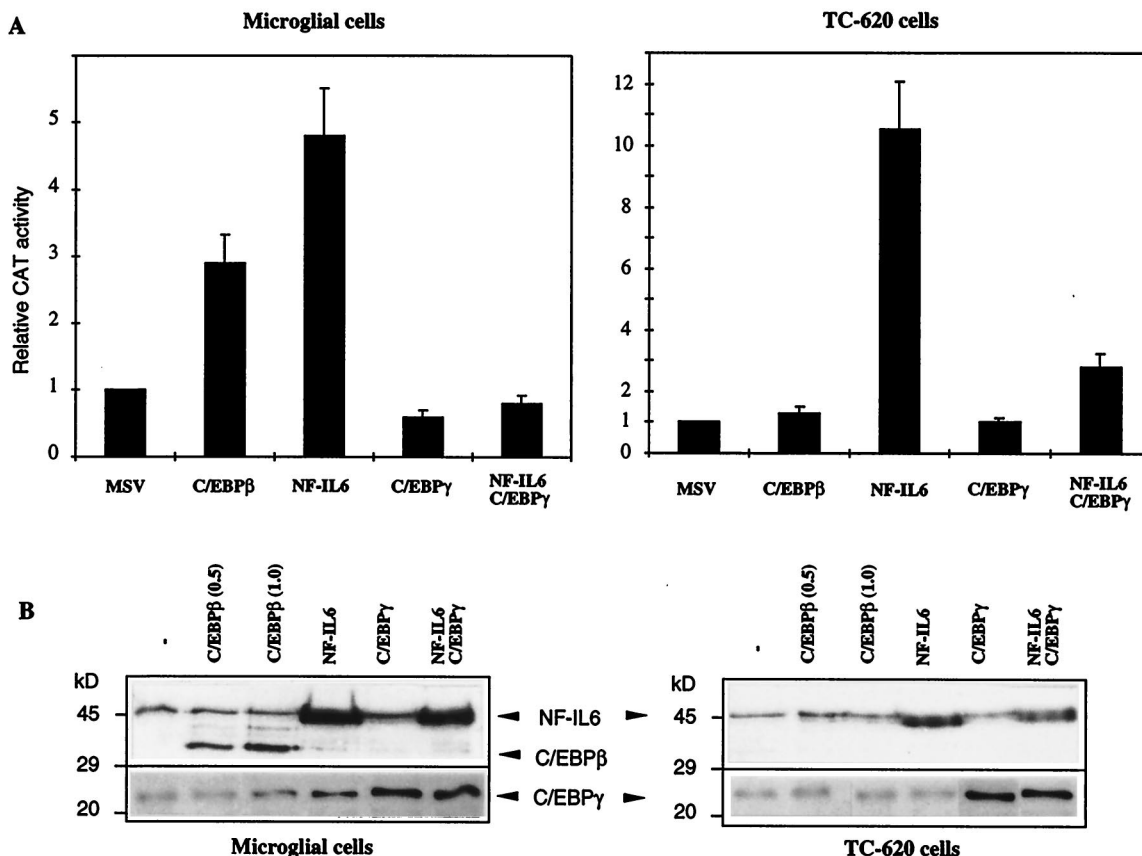 A
Microglial cells
TC-620 cells
Relative CAT activity
5
4
3
2
1
0
12
10
8
6
4
2
1
0
MSV
C/EBPβ
NF-IL6
C/EBPγ
NF-IL6
C/EBPγ
MSV
C/EBPβ
NF-IL6
C/EBPγ
NF-IL6
C/EBPγ
B
-
C/EBPβ (0.5)
C/EBPβ (1.0)
NF-IL6
C/EBPγ
NF-IL6
C/EBPγ
-
C/EBPβ (0.5)
C/EBPβ (1.0)
NF-IL6
C/EBPγ
NF-IL6
C/EBPγ
kD
45
29
20
NF-IL6
C/EBPβ
C/EBPγ
kD
45
29
20
Microglial cells
TC-620 cells